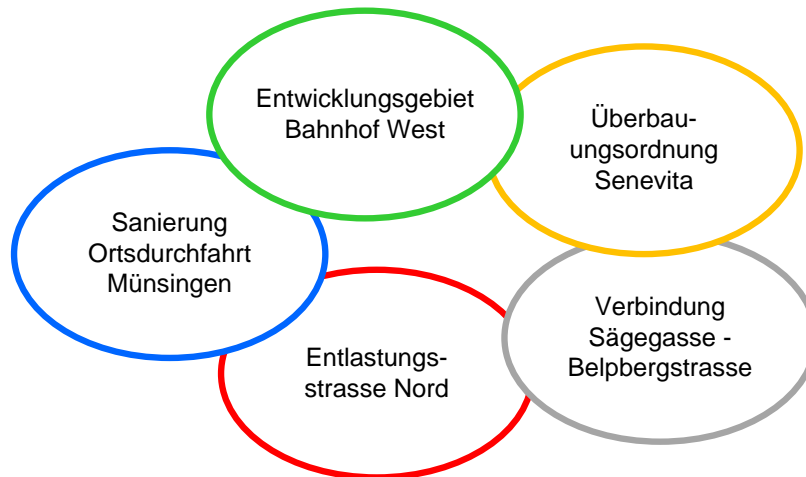 Entwicklungsgebiet
Bahnhof West
Überbau-
ungsordnung
Senevita
Sanierung
Ortsdurchfahrt
Münsingen
Verbindung
Sägegasse -
Belpbergstrasse
Entlastungs-
strasse Nord